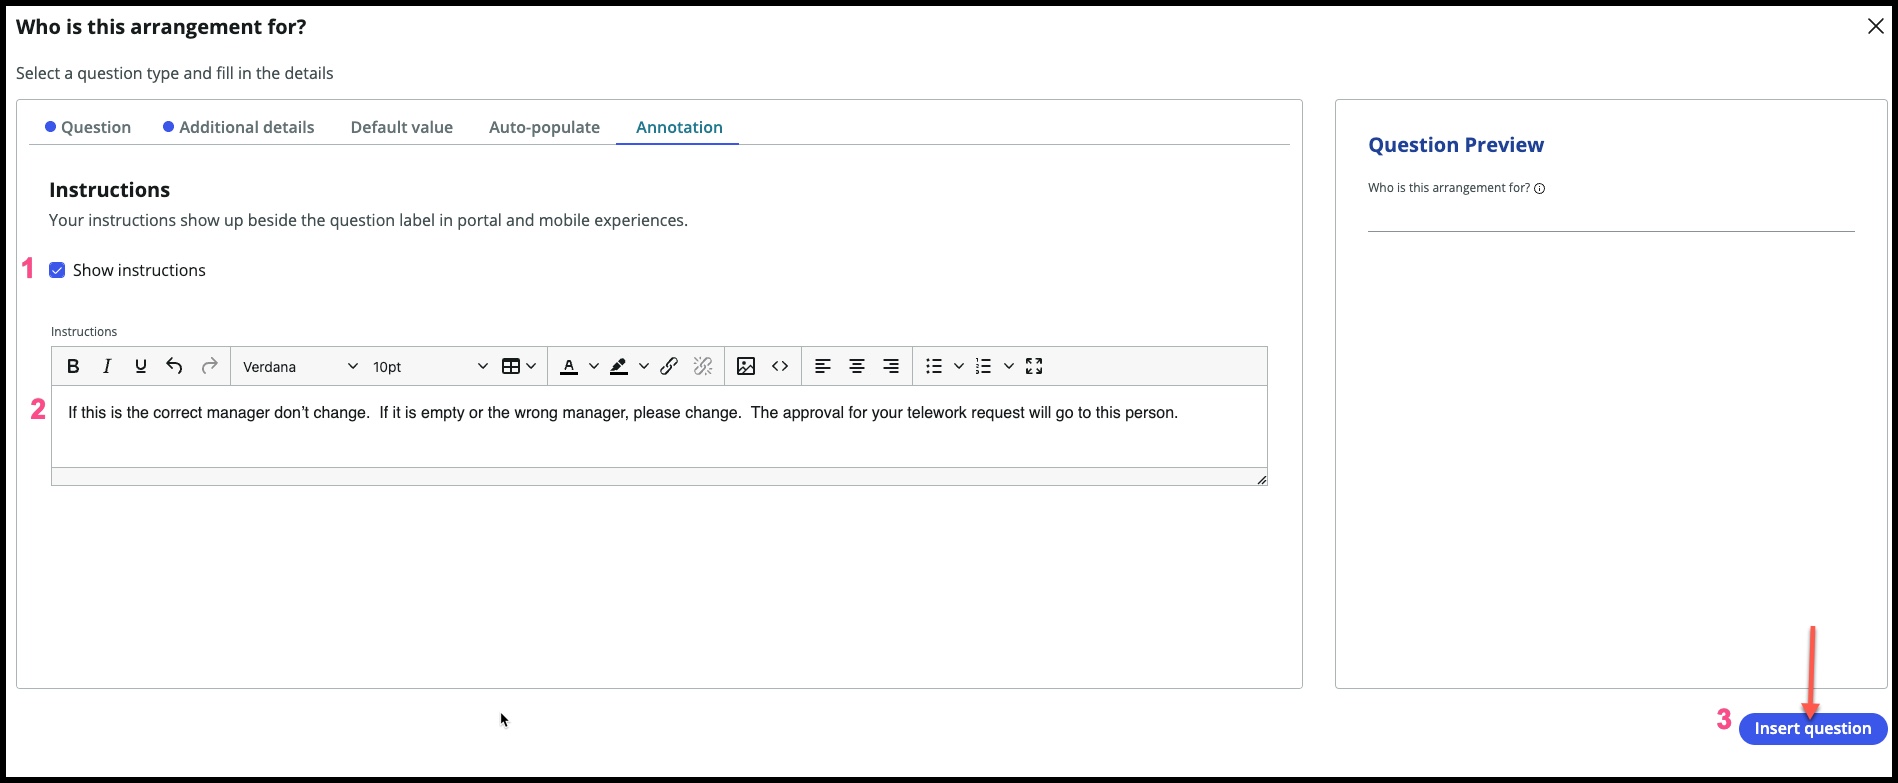 Who is this arrangement for?
Select a question type and fill in the details
Question Additional details Default value Auto-populate Annotation
Instructions
Your instructions show up beside the question label in portal and mobile experiences.
1 Show instructions
Instructions
B I U Verdana 10pt A
2 If this is the correct manager don’t change.  If it is empty or the wrong manager, please change.  The approval for your telework request will go to this person.
Question Preview
Who is this arrangement for?
3 Insert question